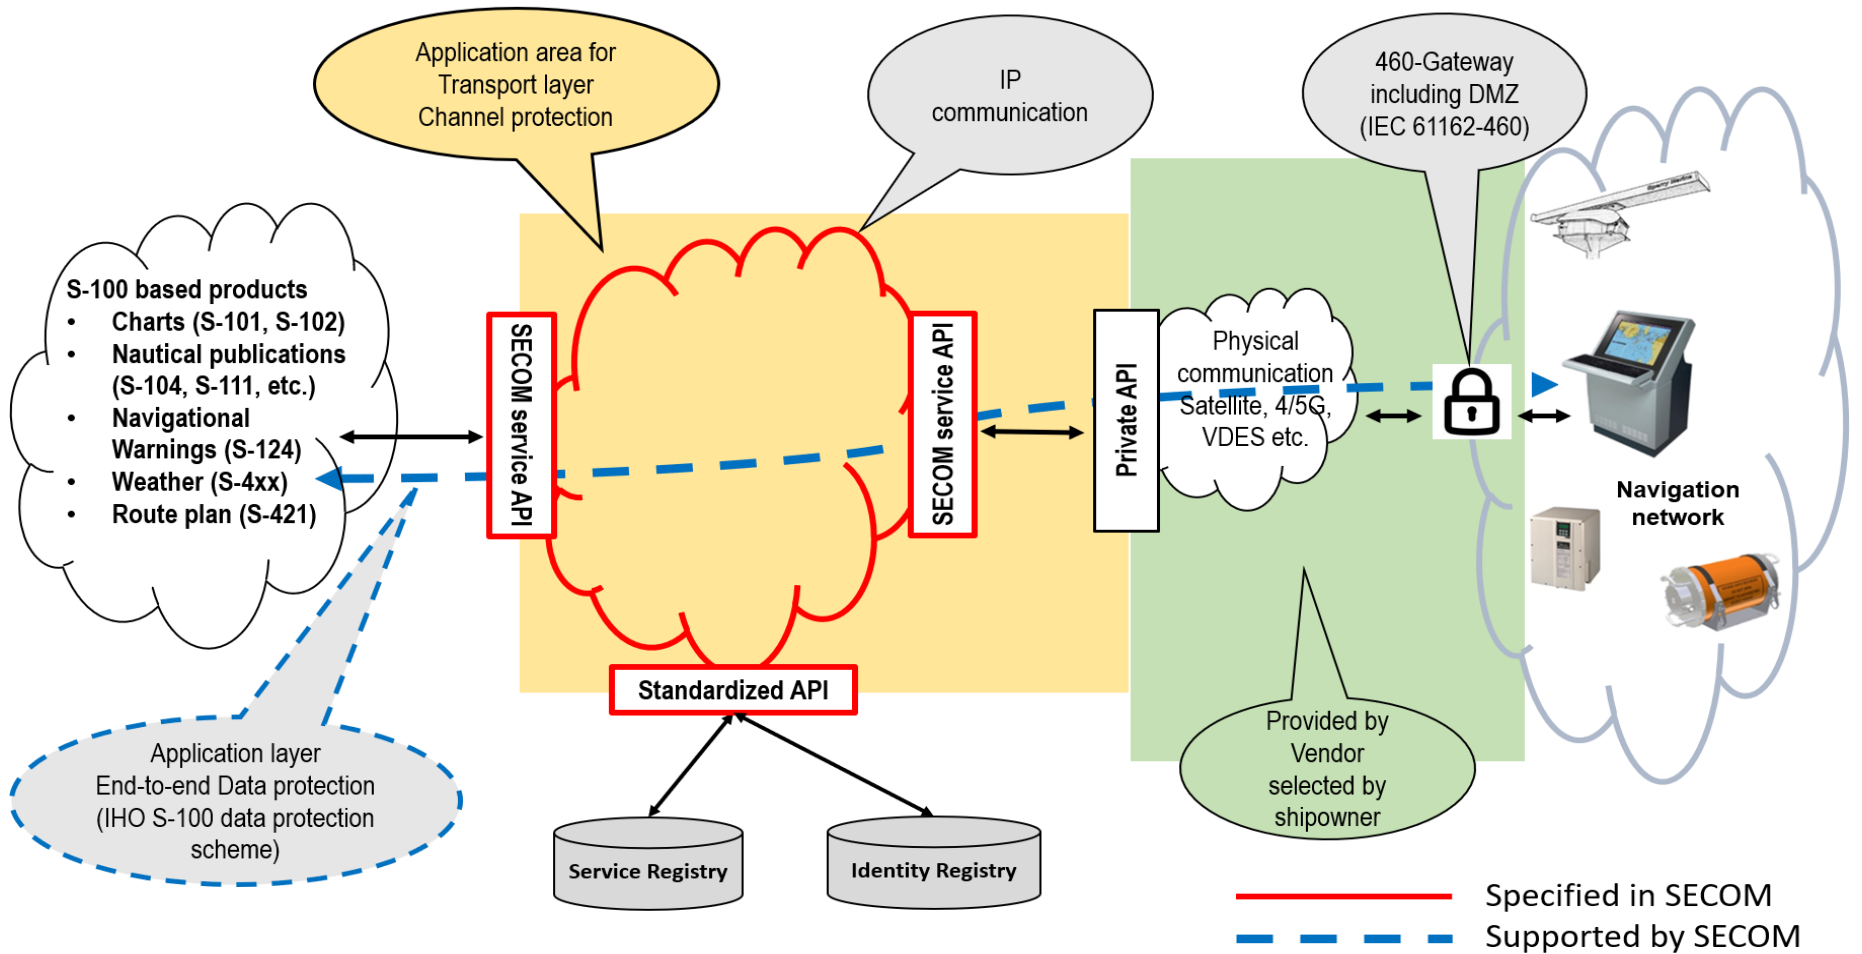 Application area for
Transport layer
Channel protection
IP
communication
460-Gateway
including DMZ
(IEC 61162-460)
Sperry Marine
S-100 based products
• Charts (S-101, S-102)
• Nautical publications
(S-104, S-111, etc.)
• Navigational
Warnings (S-124)
• Weather (S-4xx)
• Route plan (S-421)
SECOM service API
SECOM service API
Private API
Physical
communication
Satellite, 4/5G,
VDES etc.
Navigation
network
Standardized API
Application layer
End-to-end Data protection
(IHO S-100 data protection
scheme)
Provided by
Vendor
selected by
shipowner
Service Registry
Identity Registry
Specified in SECOM
Supported by SECOM